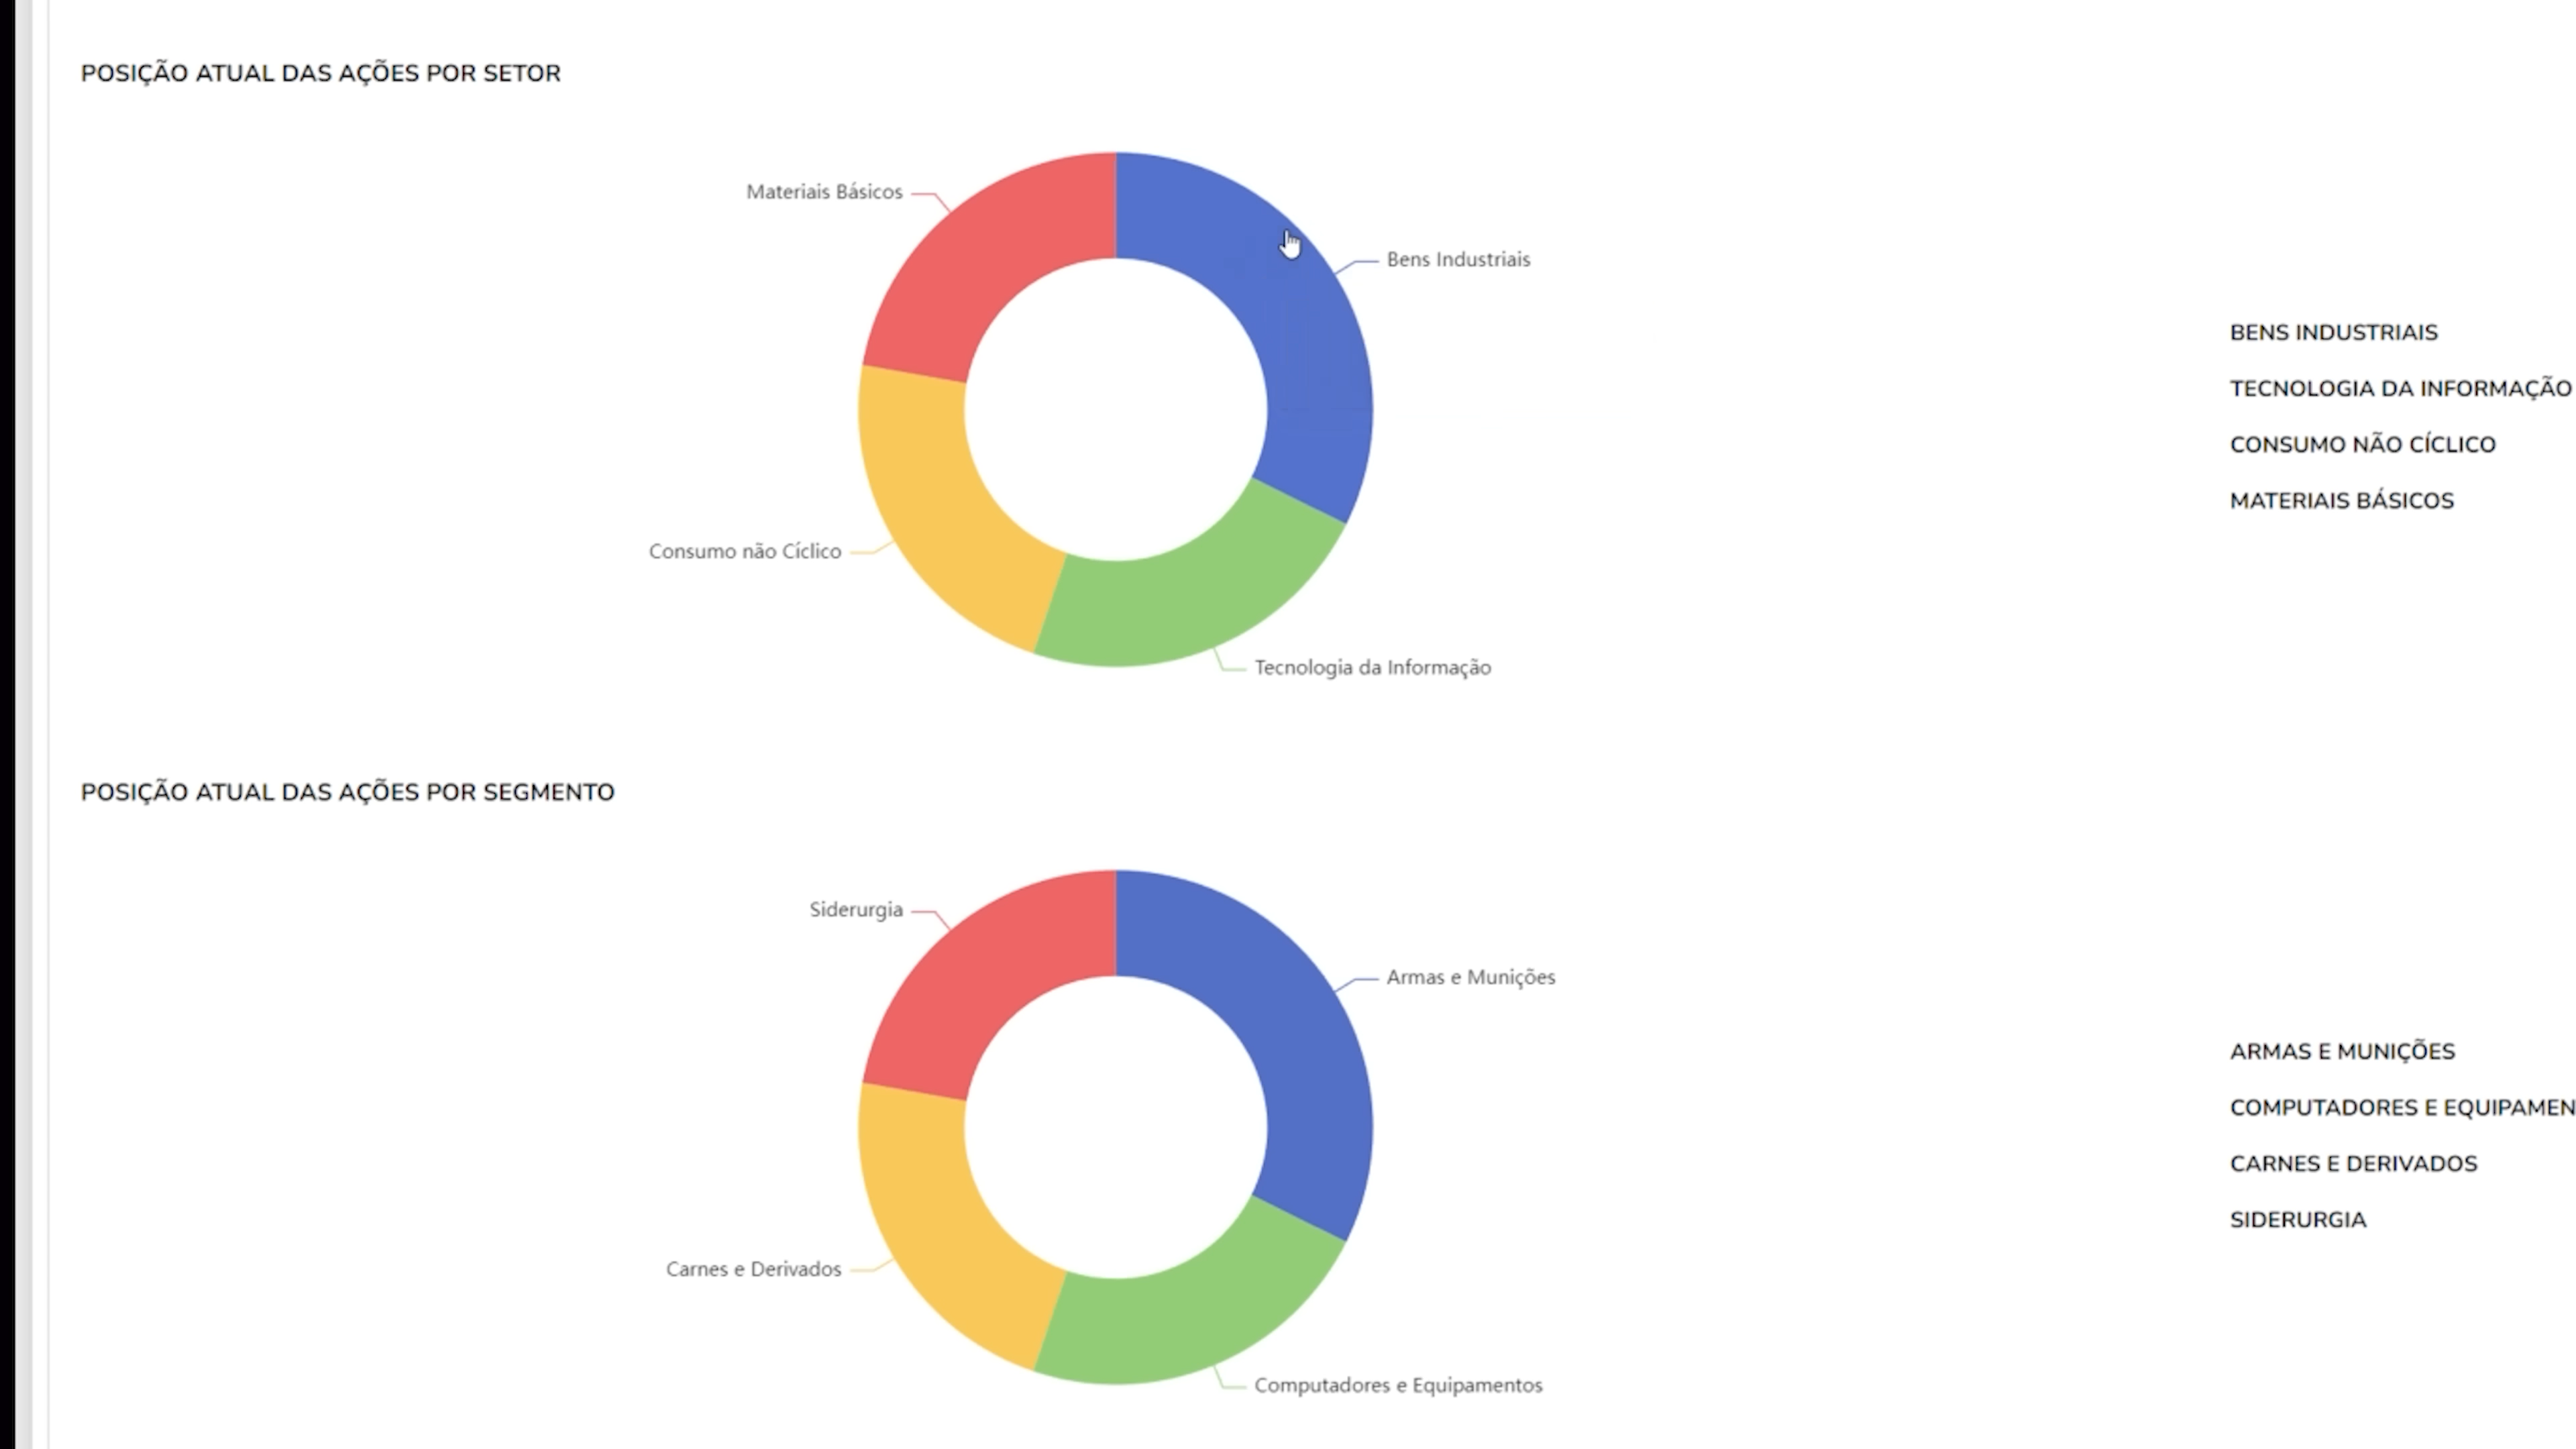 POSIÇÃO ATUAL DAS AÇÕES POR SETOR
Materiais Básicos
Bens Industriais
Consumo não Cíclico
Tecnologia da Informação
BENS INDUSTRIAIS
TECNOLOGIA DA INFORMAÇÃO
CONSUMO NÃO CÍCLICO
MATERIAIS BÁSICOS
POSIÇÃO ATUAL DAS AÇÕES POR SEGMENTO
Siderurgia
Armas e Munições
Carnes e Derivados
Computadores e Equipamentos
ARMAS E MUNIÇÕES
COMPUTADORES E EQUIPAMEN
CARNES E DERIVADOS
SIDERURGIA